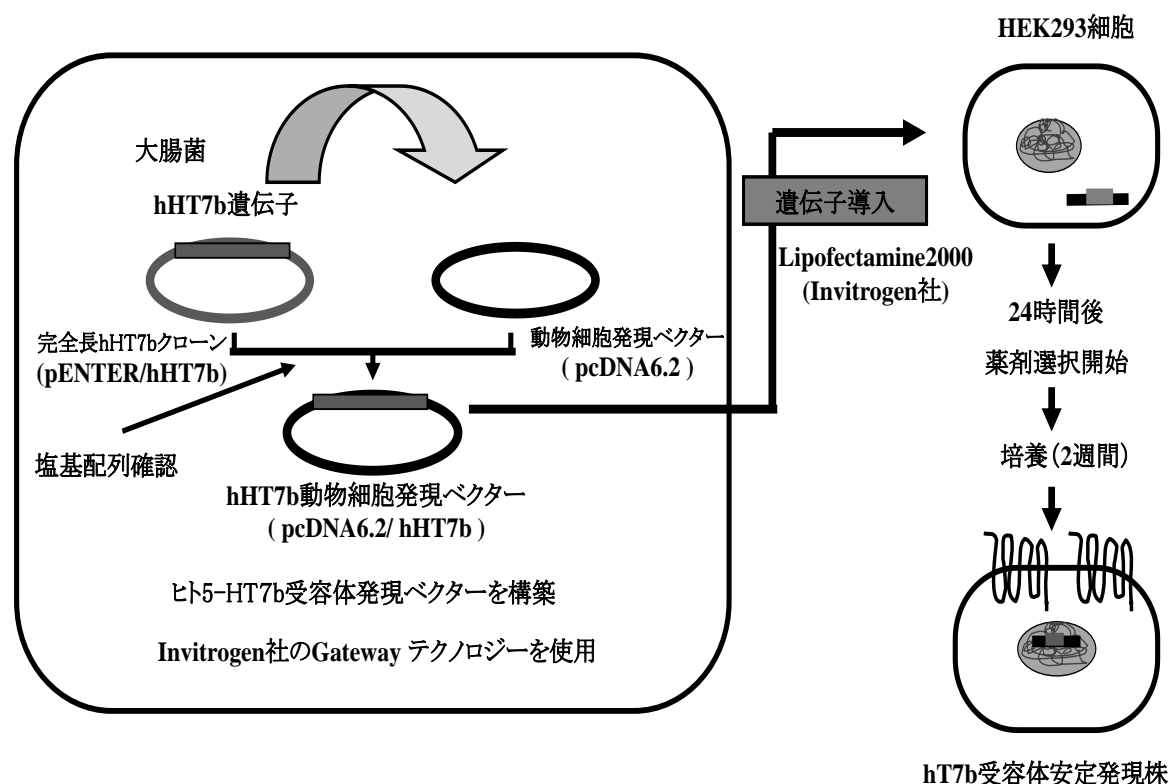 大腸菌
hHT7b遺伝子
完全長hHT7bクローン
(pENTER/hHT7b)
動物細胞発現ベクター
( pcDNA6.2 )
塩基配列確認
hHT7b動物細胞発現ベクター
( pcDNA6.2/ hHT7b )
ヒト5-HT7b受容体発現ベクターを構築
Invitrogen社のGateway テクノロジーを使用
遺伝子導入
Lipofectamine2000
(Invitrogen社)
HEK293細胞
24時間後
薬剤選択開始
培養(2週間)
hT7b受容体安定発現株